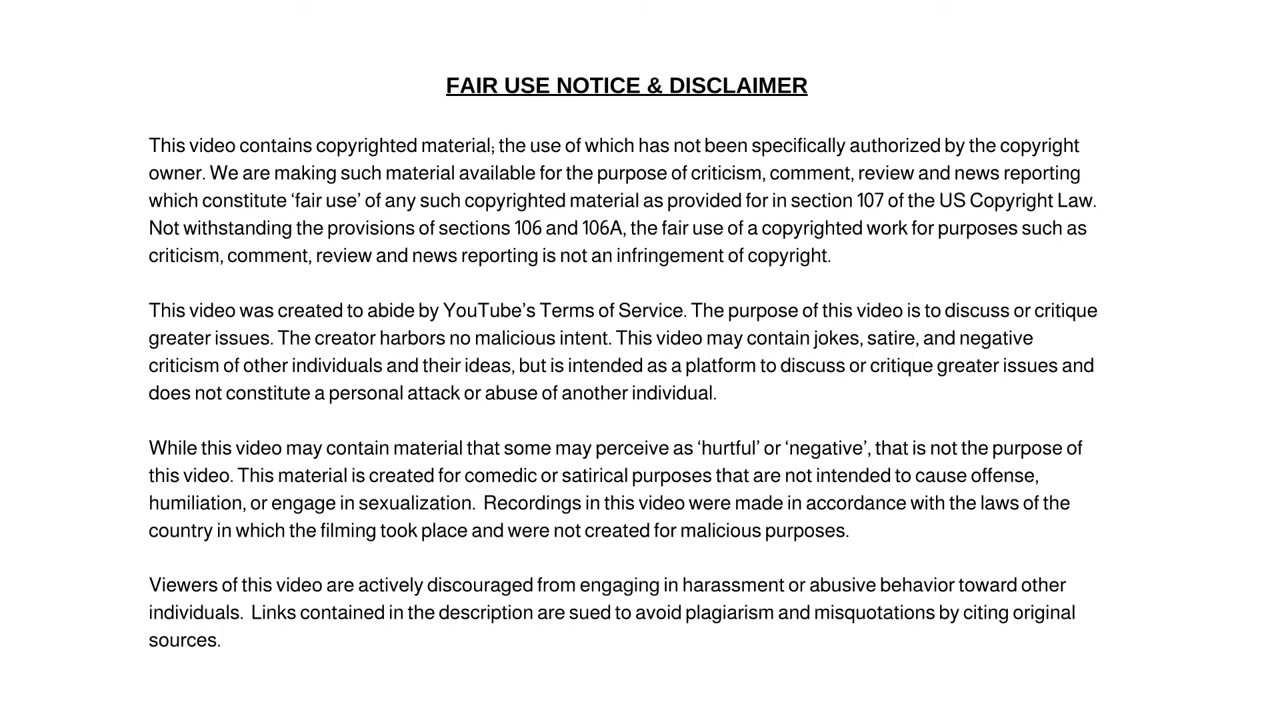 FAIR USE NOTICE & DISCLAIMER
This video contains copyrighted material; the use of which has not been specifically authorized by the copyright
owner. We are making such material available for the purpose of criticism, comment, review and news reporting
which constitute ‘fair use’ of any such copyrighted material as provided for in section 107 of the US Copyright Law.
Not withstanding the provisions of sections 106 and 106A, the fair use of a copyrighted work for purposes such as
criticism, comment, review and news reporting is not an infringement of copyright.
This video was created to abide by YouTube’s Terms of Service. The purpose of this video is to discuss or critique
greater issues. The creator harbors no malicious intent. This video may contain jokes, satire, and negative
criticism of other individuals and their ideas, but is intended as a platform to discuss or critique greater issues and
does not constitute a personal attack or abuse of another individual.
While this video may contain material that some may perceive as ‘hurtful’ or ‘negative’, that is not the purpose of
this video. This material is created for comedic or satirical purposes that are not intended to cause offense,
humiliation, or engage in sexualization.  Recordings in this video were made in accordance with the laws of the
country in which the filming took place and were not created for malicious purposes.
Viewers of this video are actively discouraged from engaging in harassment or abusive behavior toward other
individuals.  Links contained in the description are sued to avoid plagiarism and misquotations by citing original
sources.